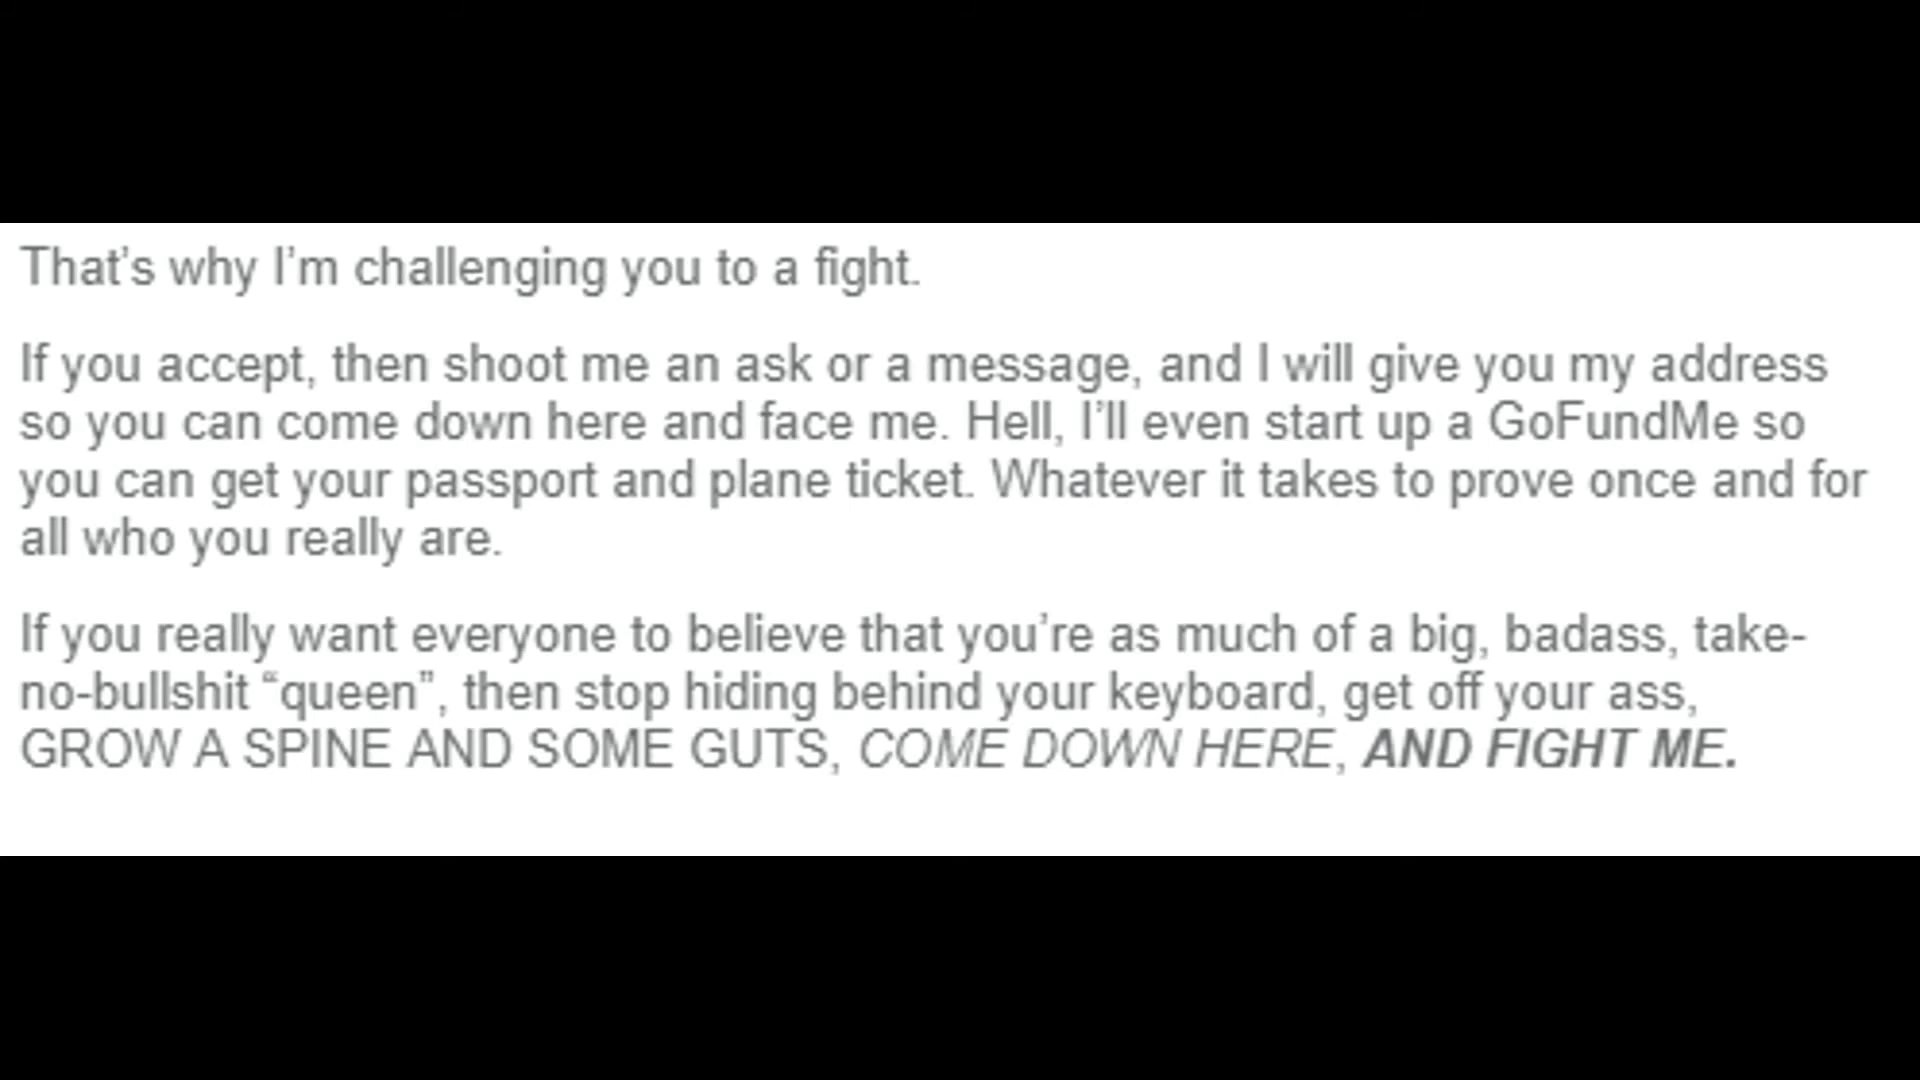 That’s why I’m challenging you to a fight.
If you accept, then shoot me an ask or a message, and I will give you my address
so you can come down here and face me. Hell, I’ll even start up a GoFundMe so
you can get your passport and plane ticket. Whatever it takes to prove once and for
all who you really are.
If you really want everyone to believe that you’re as much of a big, badass, take-
no-bullshit “queen”, then stop hiding behind your keyboard, get off your ass,
GROW A SPINE AND SOME GUTS, COME DOWN HERE, AND FIGHT ME.